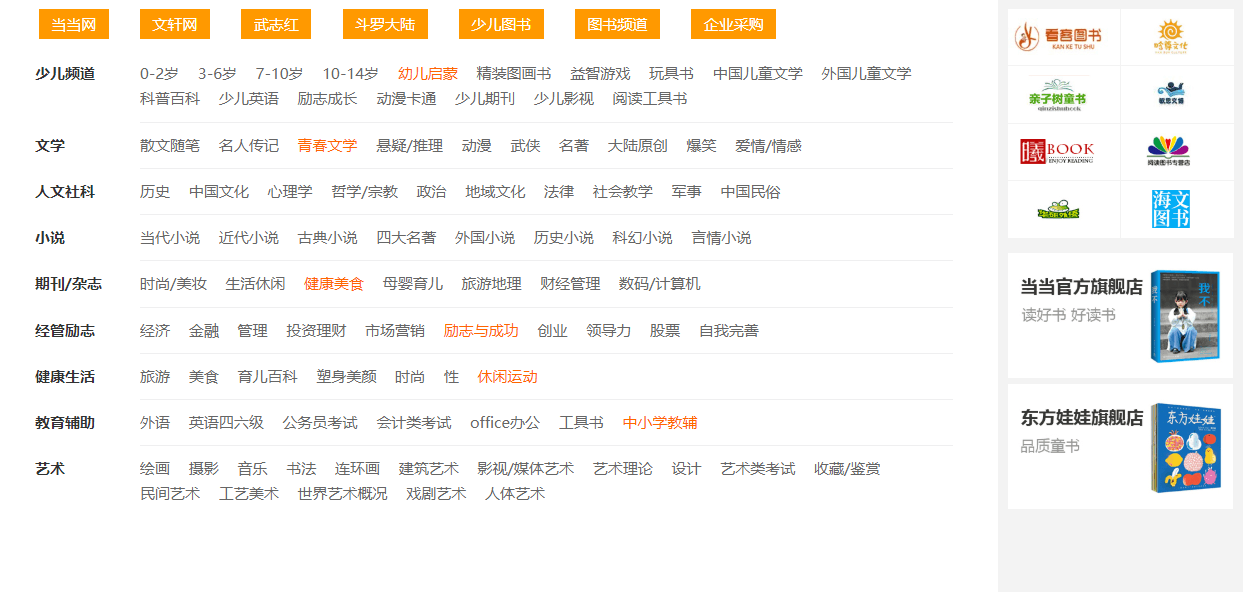 当当网 文轩网 武志红 斗罗大陆 少儿图书 图书频道 企业采购
少儿频道 0-2岁 3-6岁 7-10岁 10-14岁 幼儿启蒙 精装图画书 益智游戏 玩具书 中国儿童文学 外国儿童文学
科普百科 少儿英语 励志成长 动漫卡通 少儿期刊 少儿影视 阅读工具书
文学 散文随笔 名人传记 青春文学 悬疑/推理 动漫 武侠 名著 大陆原创 爆笑 爱情/情感
人文社科 历史 中国文化 心理学 哲学/宗教 政治 地域文化 法律 社会教学 军事 中国民俗
小说 当代小说 近代小说 古典小说 四大名著 外国小说 历史小说 科幻小说 言情小说
期刊/杂志 时尚/美妆 生活休闲 健康美食 母婴育儿 旅游地理 财经管理 数码/计算机
经管励志 经济 金融 管理 投资理财 市场营销 励志与成功 创业 领导力 股票 自我完善
健康生活 旅游 美食 育儿百科 塑身美颜 时尚 性 休闲运动
教育辅助 外语 英语四六级 公务员考试 会计类考试 office办公 工具书 中小学教辅
艺术 绘画 摄影 音乐 书法 连环画 建筑艺术 影视/媒体艺术 艺术理论 设计 艺术类考试 收藏/鉴赏
民间艺术 工艺美术 世界艺术概况 戏剧艺术 人体艺术
看客图书
KAN KE TU SHU
亲子树童书
qinzishubook
曦BOOK
ENJOY READING
阅读图书专营店
海文
图书
当当官方旗舰店
读好书 好读书
我不
我不
东方娃娃旗舰店
品质童书
东方娃娃